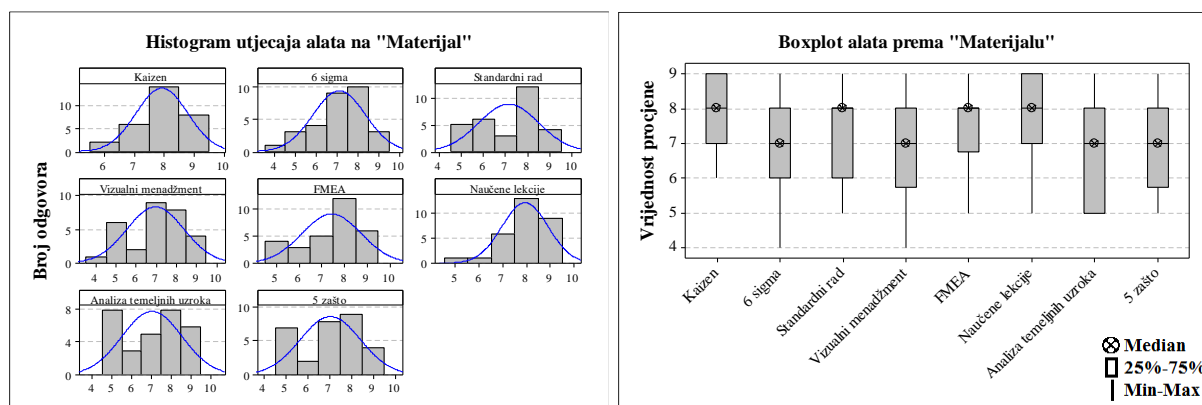 Histogram utjecaja alata na "Materijal"
Kaizen
6 sigma
Standardni rad
10
5
0
6 7 8 9 10
10
5
0
4 5 6 7 8 9 10
10
5
0
4 5 6 7 8 9 10
Vizualni menadžment
FMEA
Naučene lekcije
10
5
0
4 5 6 7 8 9 10
10
5
0
4 5 6 7 8 9 10
10
5
0
4 5 6 7 8 9 10
Analiza temeljnih uzroka
5 zašto
8
4
0
4 5 6 7 8 9 10
10
5
0
4 5 6 7 8 9 10
Broj odgovora
Boxplot alata prema "Materijalu"
Vrijednost procjene
9
8
7
6
5
4
Kaizen
6 sigma
Standardni rad
Vizualni menadžment
FMEA
Naučene lekcije
Analiza temeljnih uzroka
5 zašto
Median
25%-75%
Min-Max